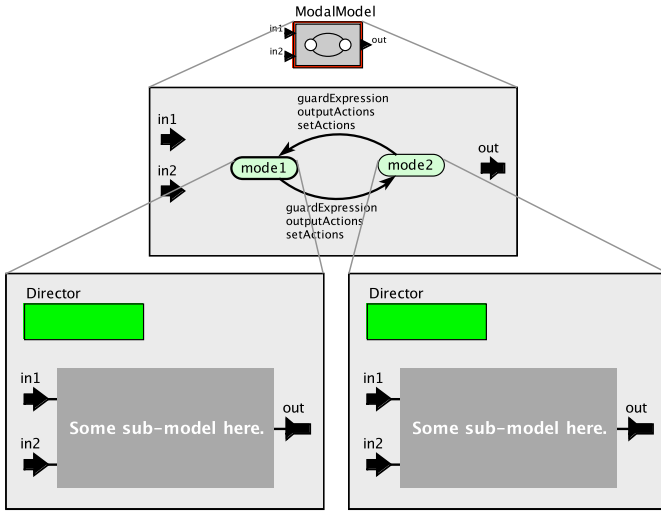 ModalModel
in1
in2
out
guardExpression
outputActions
setActions
in1
in2
out
mode1
mode2
guardExpression
outputActions
setActions
Director
in1
in2
out
Some sub-model here.
Director
in1
in2
out
Some sub-model here.